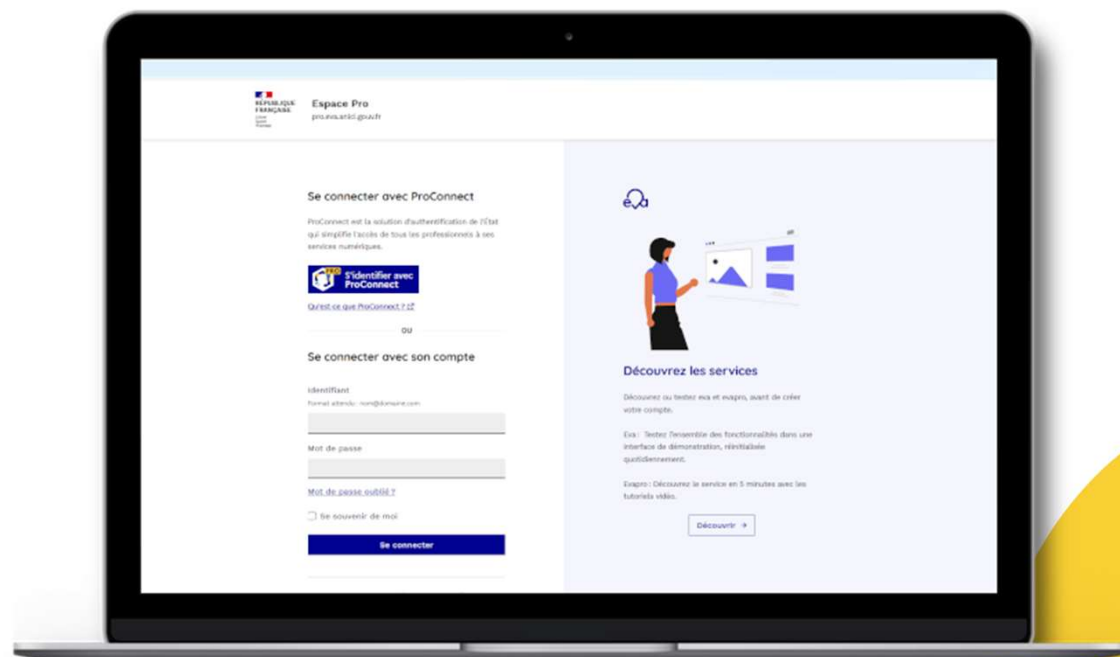 RÉPUBLIQUE
FRANÇAISE
Espace Pro
pro.eva.anlci.gouv.fr
Se connecter avec ProConnect
ProConnect est la solution d'authentification de l'État
qui simplifie l'accès de tous les professionnels à ses
services numériques.
PRO
S'identifier avec
ProConnect
Qu'est-ce que ProConnect ?
OU
Se connecter avec son compte
Identifiant
Format attendu : nom@domaine.com
Mot de passe
Mot de passe oublié ?
Se souvenir de moi
Se connecter
eva
Découvrez les services
Découvrez ou testez eva et evapro, avant de créer
votre compte.
Eva : Testez l'ensemble des fonctionnalités dans une
interface de démonstration, réinitialisée
quotidiennement.
Evapro : Découvrez le service en 5 minutes avec les
tutoriels vidéo.
Découvrir →